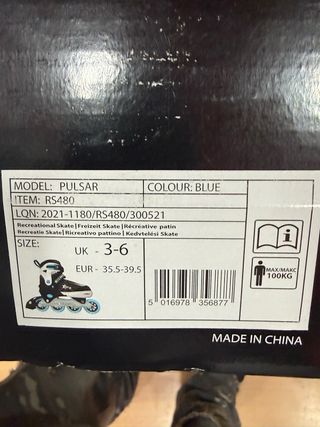 MODEL: PULSAR
COLOUR: BLUE
ITEM: RS480
LQN: 2021-1180/RS480/300521
Recreational Skate|Freizeit Skate|Récréative patin
Recreatie Skate|Ricreativo pattino|Kedvtelési Skate
SIZE:
UK - 3-6
EUR - 35.5-39.5
5 016978 356877
i
MAX/МАКС
100KG
MADE IN CHINA